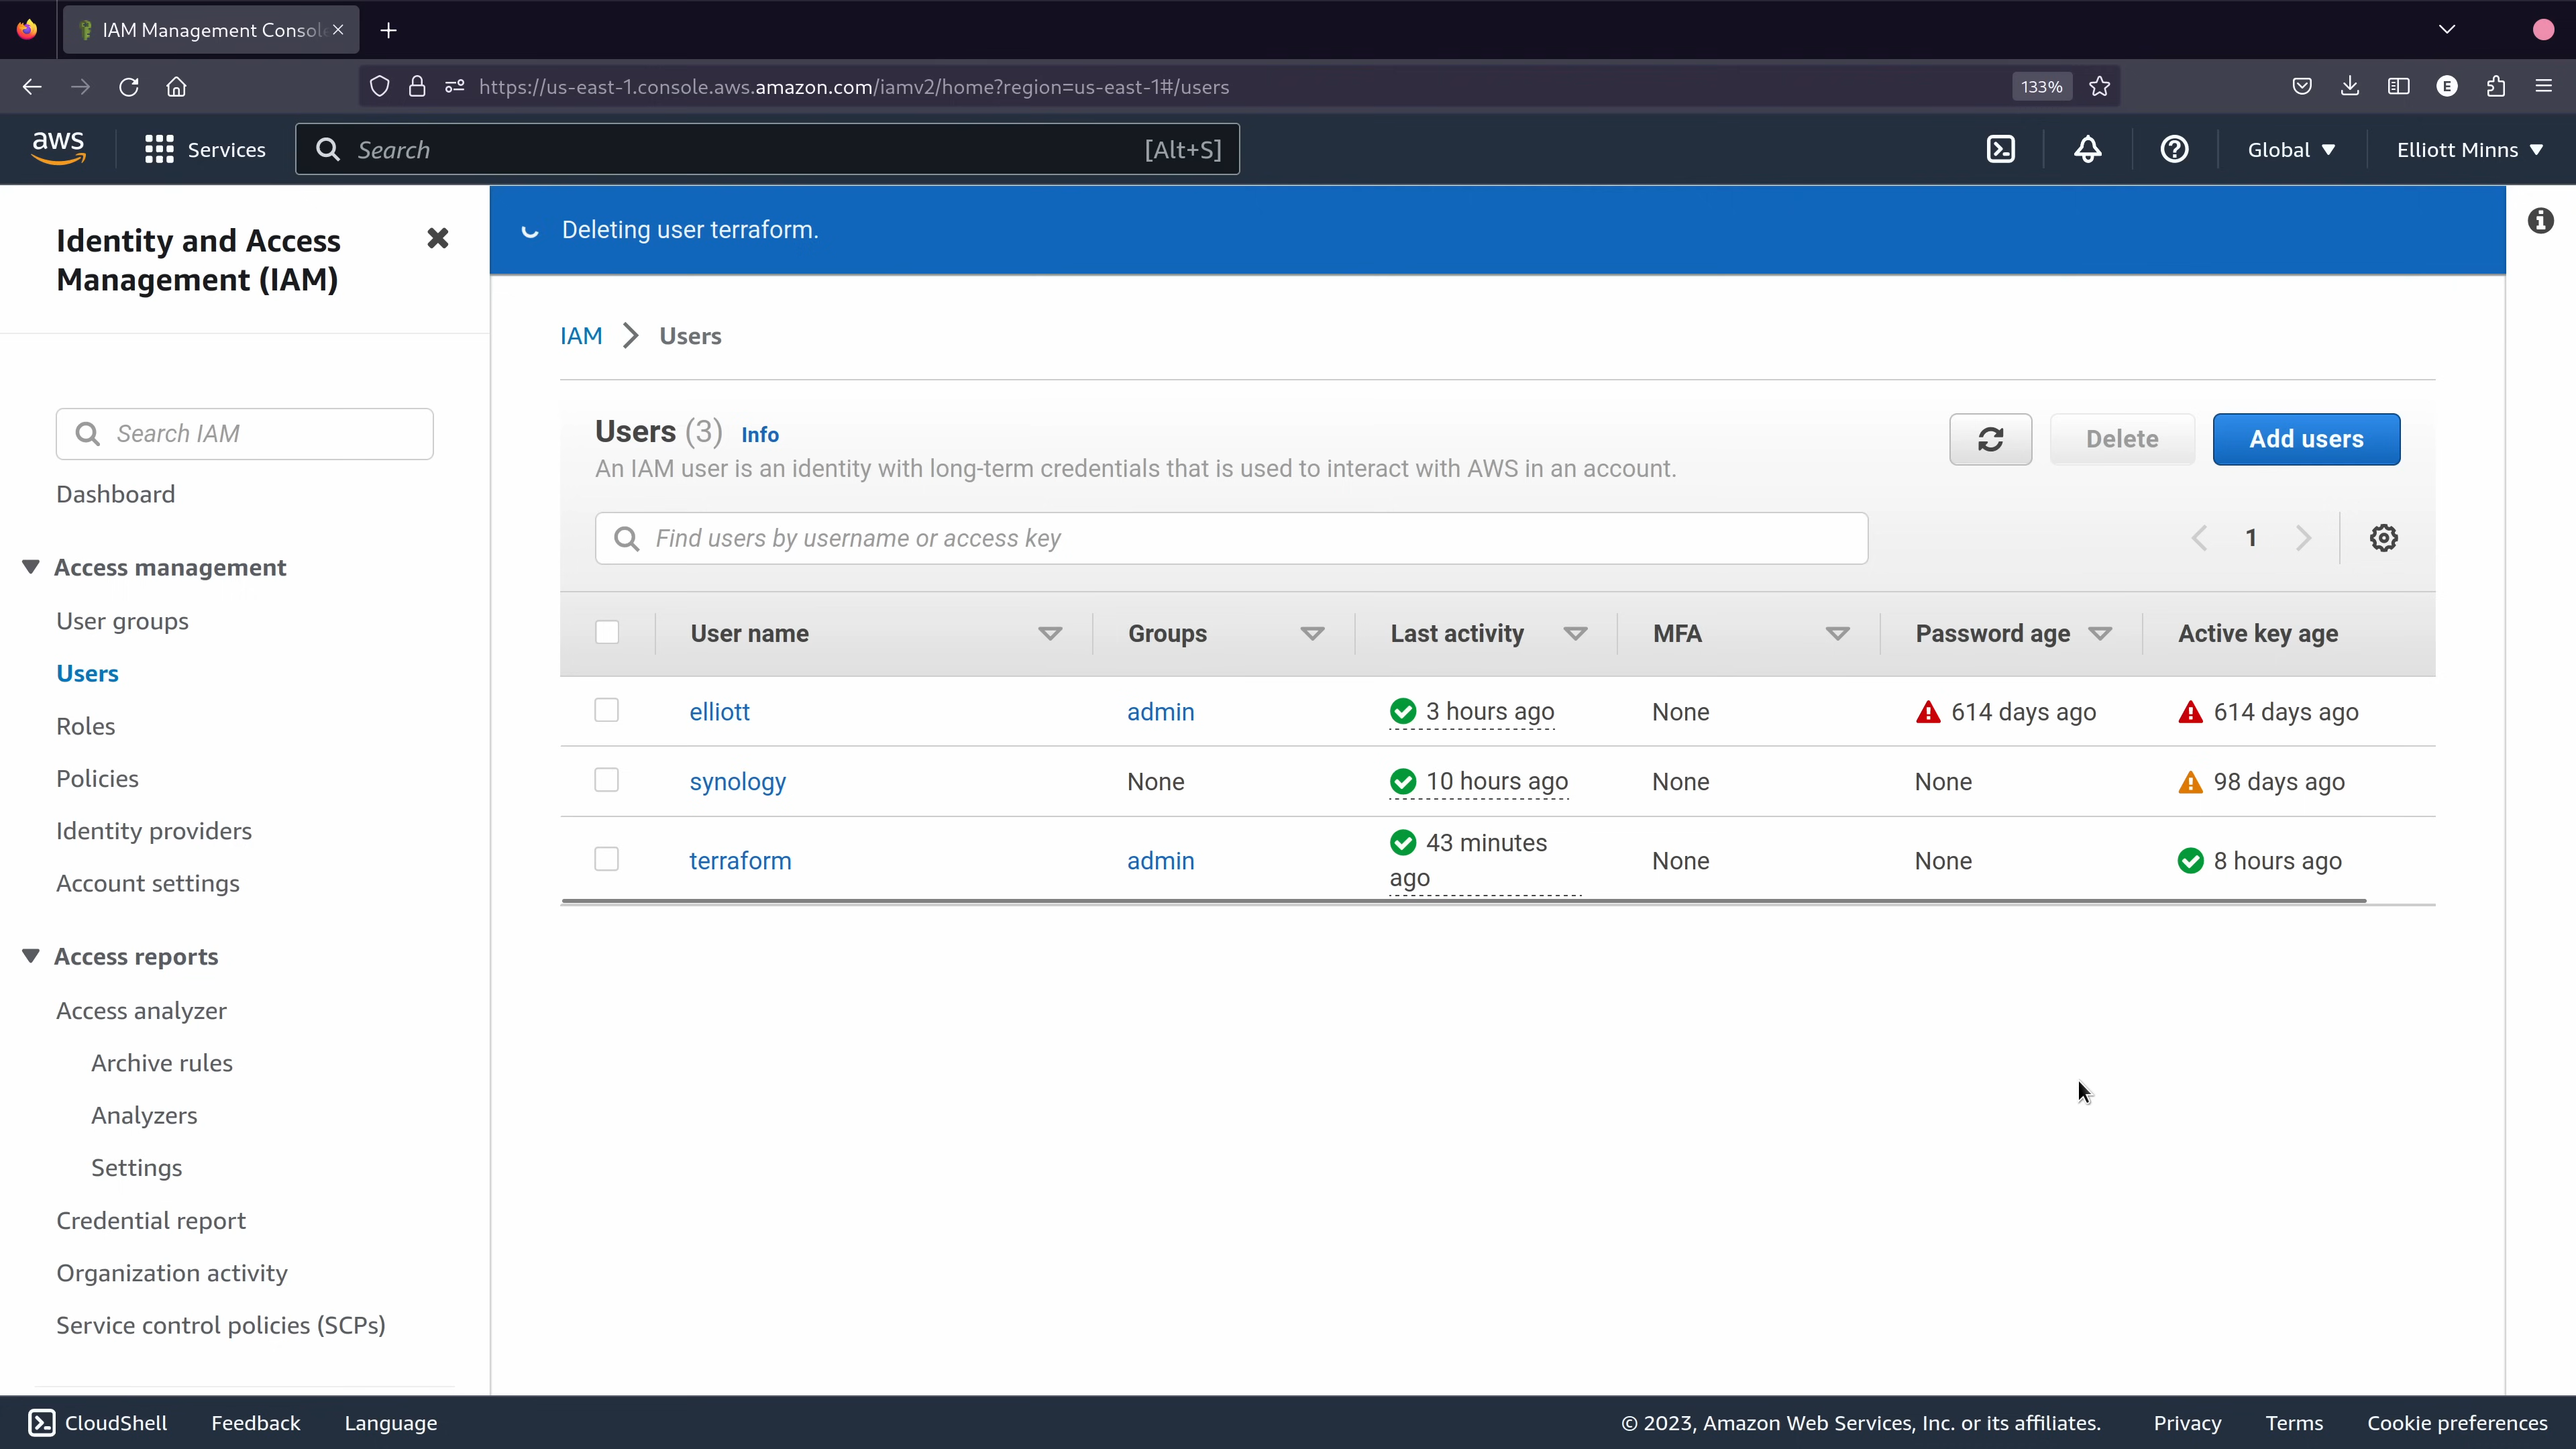 IAM Management Consol
https://us-east-1.console.aws.amazon.com/iamv2/home?region=us-east-1#/users
133%
E
aws
Services
Search
[Alt+S]
Global
Elliott Minns
Identity and Access
Management (IAM)
Search IAM
Dashboard
Access management
User groups
Users
Roles
Policies
Identity providers
Account settings
Access reports
Access analyzer
Archive rules
Analyzers
Settings
Credential report
Organization activity
Service control policies (SCPs)
Deleting user terraform.
IAM > Users
Users (3) Info
An IAM user is an identity with long-term credentials that is used to interact with AWS in an account.
Delete
Add users
Find users by username or access key
1
User name Groups Last activity MFA Password age Active key age
elliott admin 3 hours ago None 614 days ago 614 days ago
synology None 10 hours ago None None 98 days ago
terraform admin 43 minutes ago None None 8 hours ago
CloudShell Feedback Language
© 2023, Amazon Web Services, Inc. or its affiliates. Privacy Terms Cookie preferences